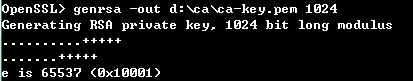 OpenSSL> genrsa -out d:\ca\ca-key.pem 1024
Generating RSA private key, 1024 bit long modulus
..........+++++
.......+++++
e is 65537 (0x10001)